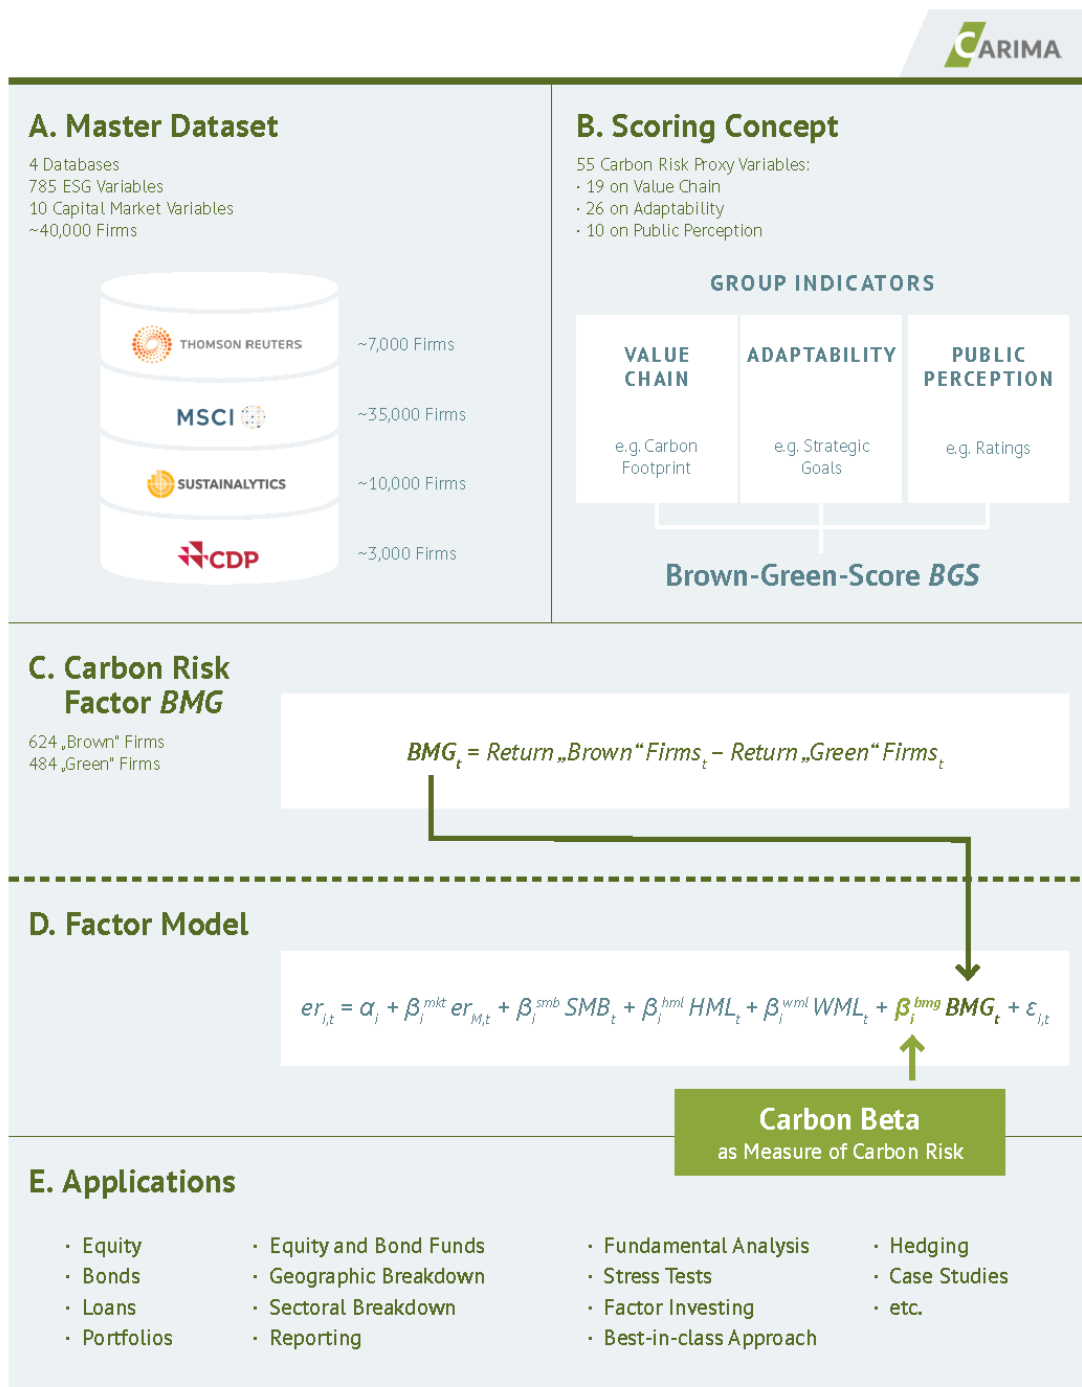 CARIMA
A. Master Dataset
4 Databases
785 ESG Variables
10 Capital Market Variables
~40,000 Firms
THOMSON REUTERS
~7,000 Firms
MSCI
~35,000 Firms
SUSTAINALYTICS
~10,000 Firms
CDP
~3,000 Firms
B. Scoring Concept
55 Carbon Risk Proxy Variables:
· 19 on Value Chain
· 26 on Adaptability
· 10 on Public Perception
GROUP INDICATORS
VALUE
CHAIN
e.g. Carbon
Footprint
ADAPTABILITY
e.g. Strategic
Goals
PUBLIC
PERCEPTION
e.g. Ratings
Brown-Green-Score BGS
C. Carbon Risk
Factor BMG
624 „Brown" Firms
484 „Green" Firms
BMG_t = Return „Brown“ Firms_t – Return „Green“ Firms_t
D. Factor Model
er_{i,t} = α_i + β_i^{mkt} er_{M,t} + β_i^{smb} SMB_t + β_i^{hml} HML_t + β_i^{wml} WML_t + β_i^{bmg} BMG_t + ε_{i,t}
Carbon Beta
as Measure of Carbon Risk
E. Applications
· Equity
· Bonds
· Loans
· Portfolios
· Equity and Bond Funds
· Geographic Breakdown
· Sectoral Breakdown
· Reporting
· Fundamental Analysis
· Stress Tests
· Factor Investing
· Best-in-class Approach
· Hedging
· Case Studies
· etc.